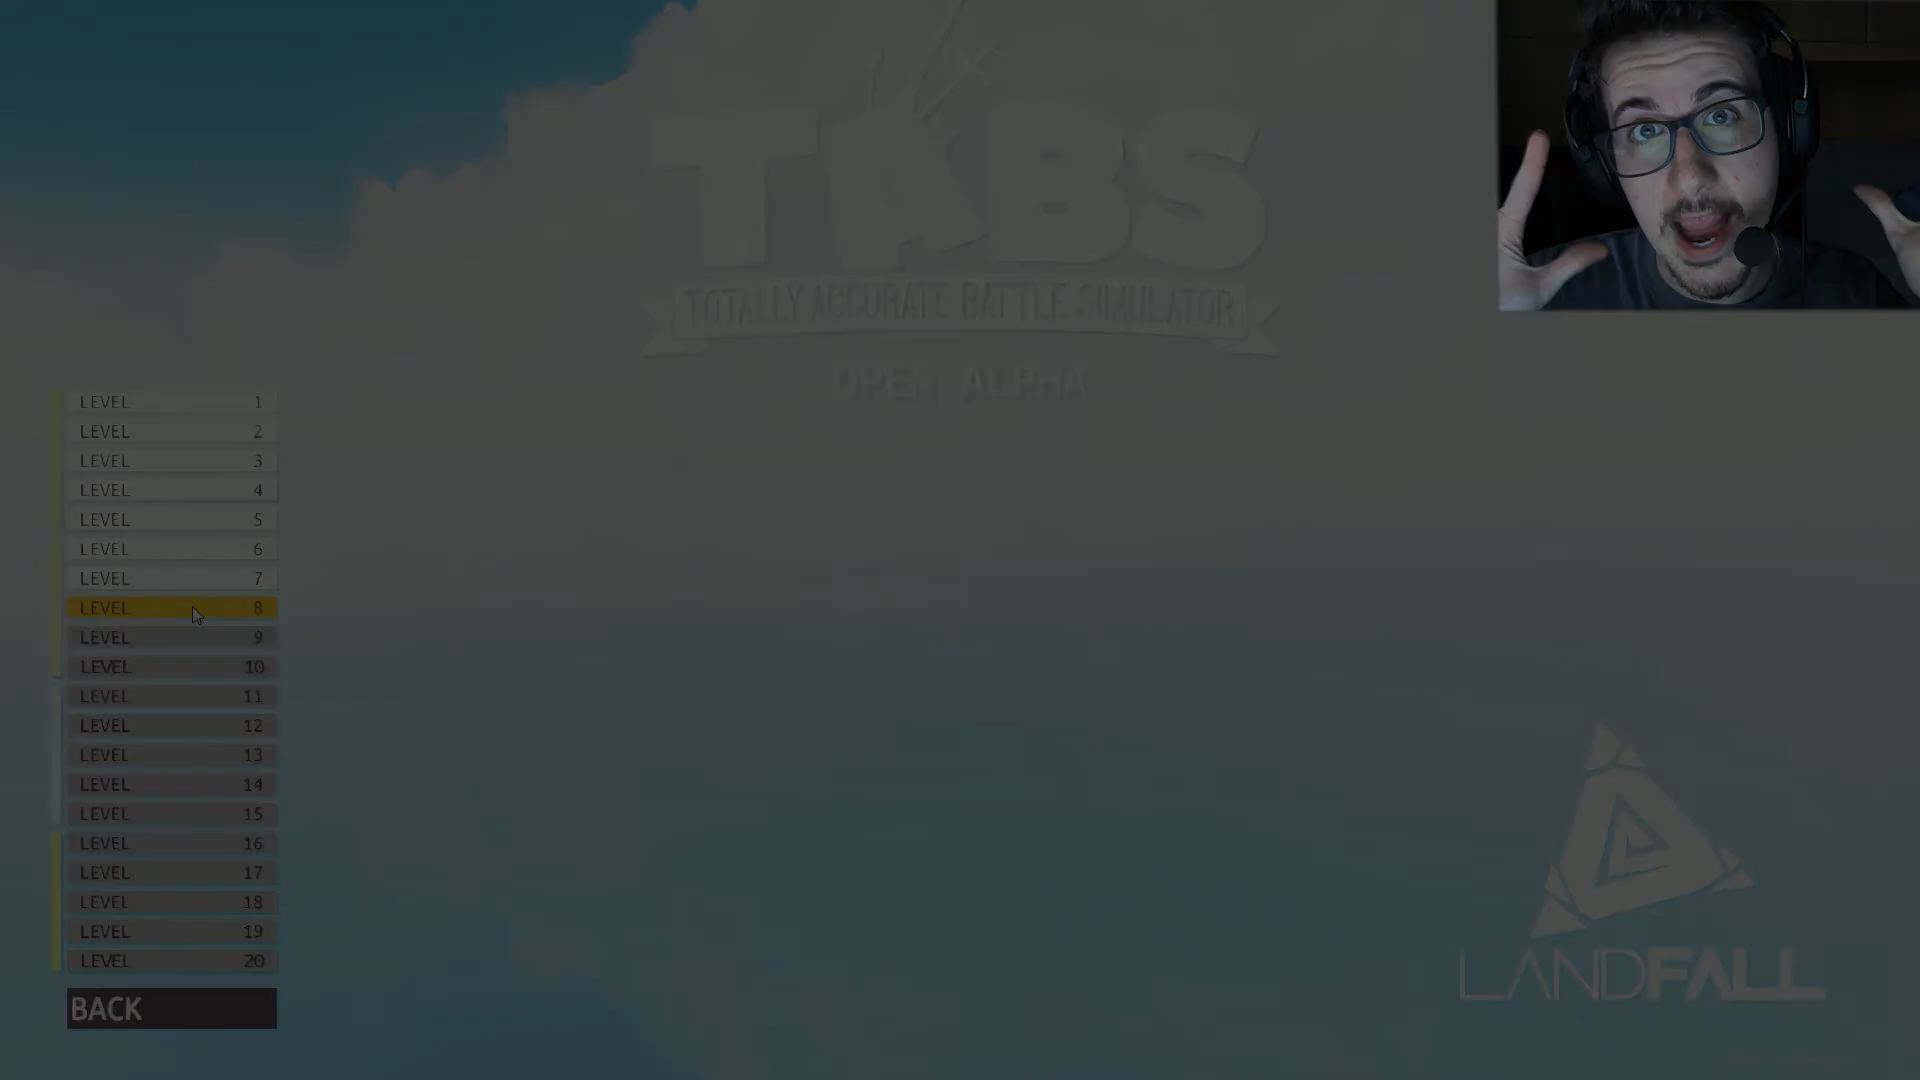 TABS
TOTALLY ACCURATE BATTLE SIMULATOR
OPEN ALPHA
LEVEL 1
LEVEL 2
LEVEL 3
LEVEL 4
LEVEL 5
LEVEL 6
LEVEL 7
LEVEL 8
LEVEL 9
LEVEL 10
LEVEL 11
LEVEL 12
LEVEL 13
LEVEL 14
LEVEL 15
LEVEL 16
LEVEL 17
LEVEL 18
LEVEL 19
LEVEL 20
BACK
LANDFALL